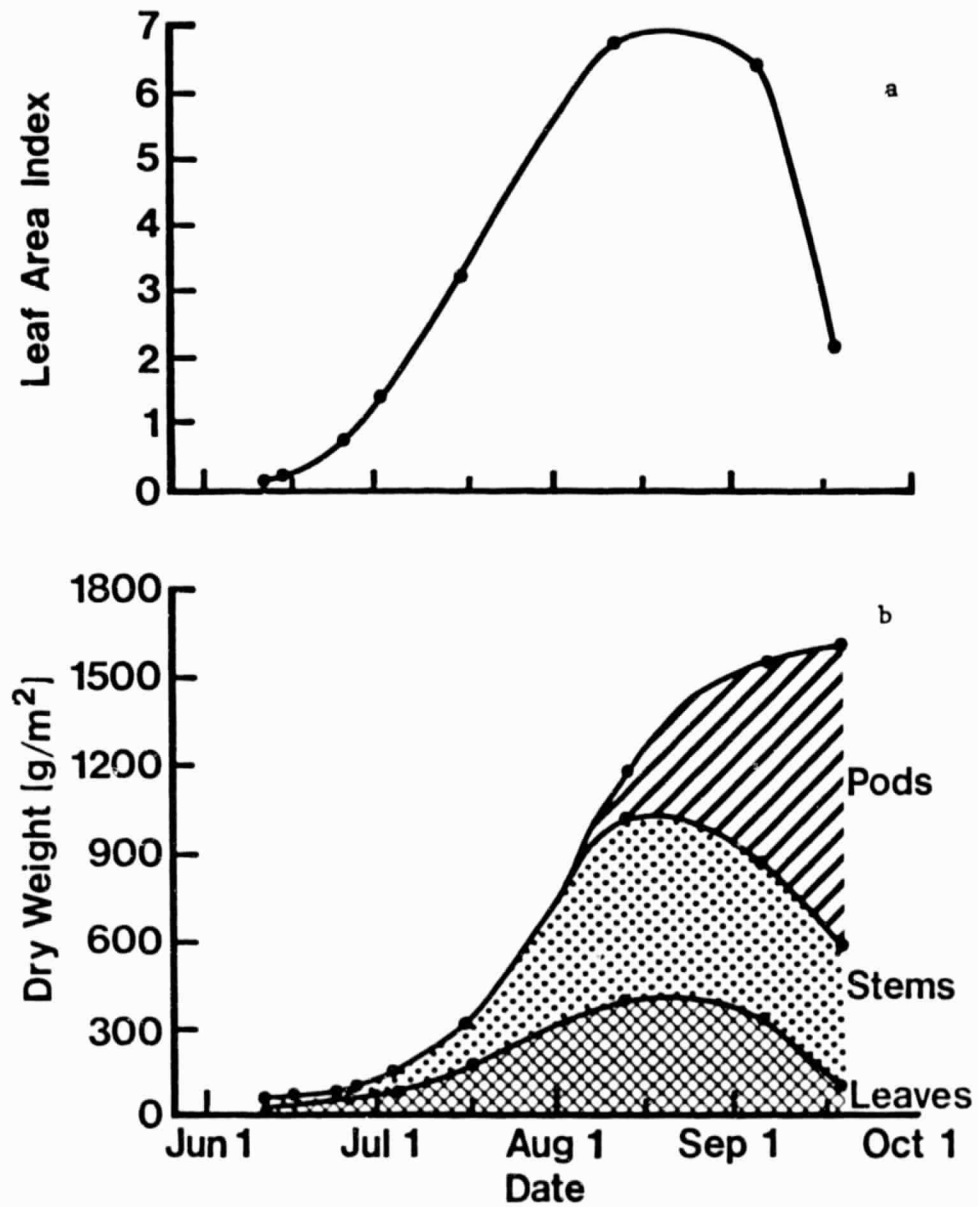 7
6
5
4
3
2
1
0
Leaf Area Index
a
1800
1500
1200
900
600
300
0
Dry Weight [g/m²]
b
Pods
Stems
Leaves
Jun 1 Jul 1 Aug 1 Sep 1 Oct 1
Date